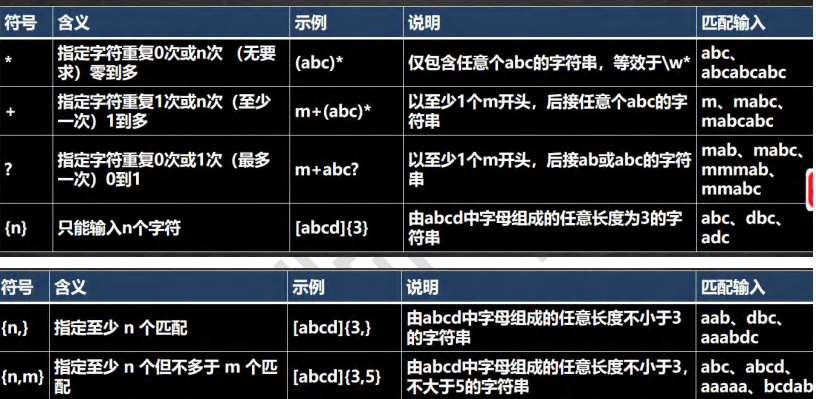 符号 含义 示例 说明 匹配输入
* 指定字符重复0次或n次 （无要 (abc)* 仅包含任意个abc的字符串，等效于\w* abc、
求）零到多 abcabcabc
+ 指定字符重复1次或n次（至少 m+(abc)* 以至少1个m开头，后接任意个abc的字 m、mabc、
一次）1到多 符串 mabcabc
? 指定字符重复0次或1次（最多 m+abc? 以至少1个m开头，后接ab或abc的字符 mab、mabc、
一次）0到1 串 mmmab、
mmabc
{n} 只能输入n个字符 [abcd]{3} 由abcd中字母组成的任意长度为3的字 abc、dbc、
符串 adc
符号 含义 示例 说明 匹配输入
{n,} 指定至少 n 个匹配 [abcd]{3,} 由abcd中字母组成的任意长度不小于3 aab、dbc、
的字符串 aaabdc
{n,m} 指定至少 n 个但不多于 m 个匹 [abcd]{3,5} 由abcd中字母组成的任意长度不小于3， abc、abcd、
配 不大于5的字符串 aaaaa、bcdab